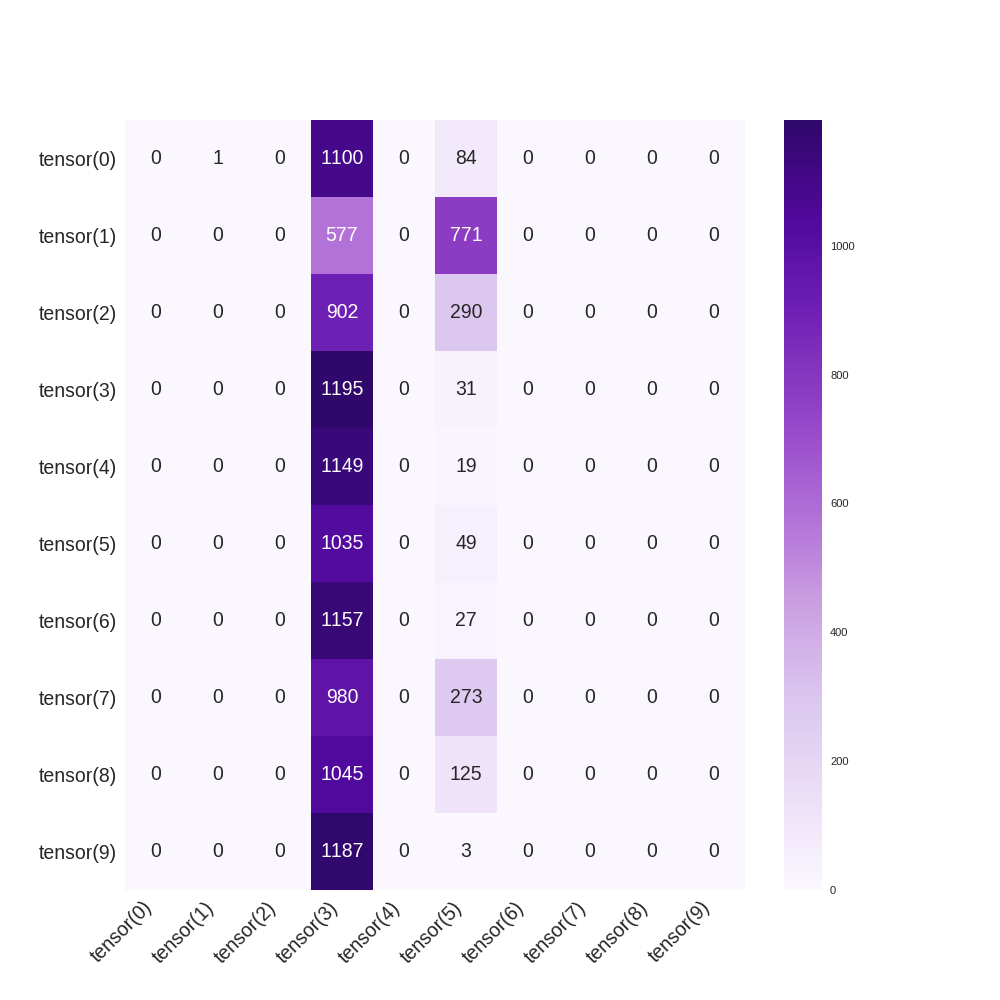 tensor(0) 0 1 0 1100 0 84 0 0 0 0
tensor(1) 0 0 0 577 0 771 0 0 0 0
tensor(2) 0 0 0 902 0 290 0 0 0 0
tensor(3) 0 0 0 1195 0 31 0 0 0 0
tensor(4) 0 0 0 1149 0 19 0 0 0 0
tensor(5) 0 0 0 1035 0 49 0 0 0 0
tensor(6) 0 0 0 1157 0 27 0 0 0 0
tensor(7) 0 0 0 980 0 273 0 0 0 0
tensor(8) 0 0 0 1045 0 125 0 0 0 0
tensor(9) 0 0 0 1187 0 3 0 0 0 0
tensor(0) tensor(1) tensor(2) tensor(3) tensor(4) tensor(5) tensor(6) tensor(7) tensor(8) tensor(9)
1000
800
600
400
200
0